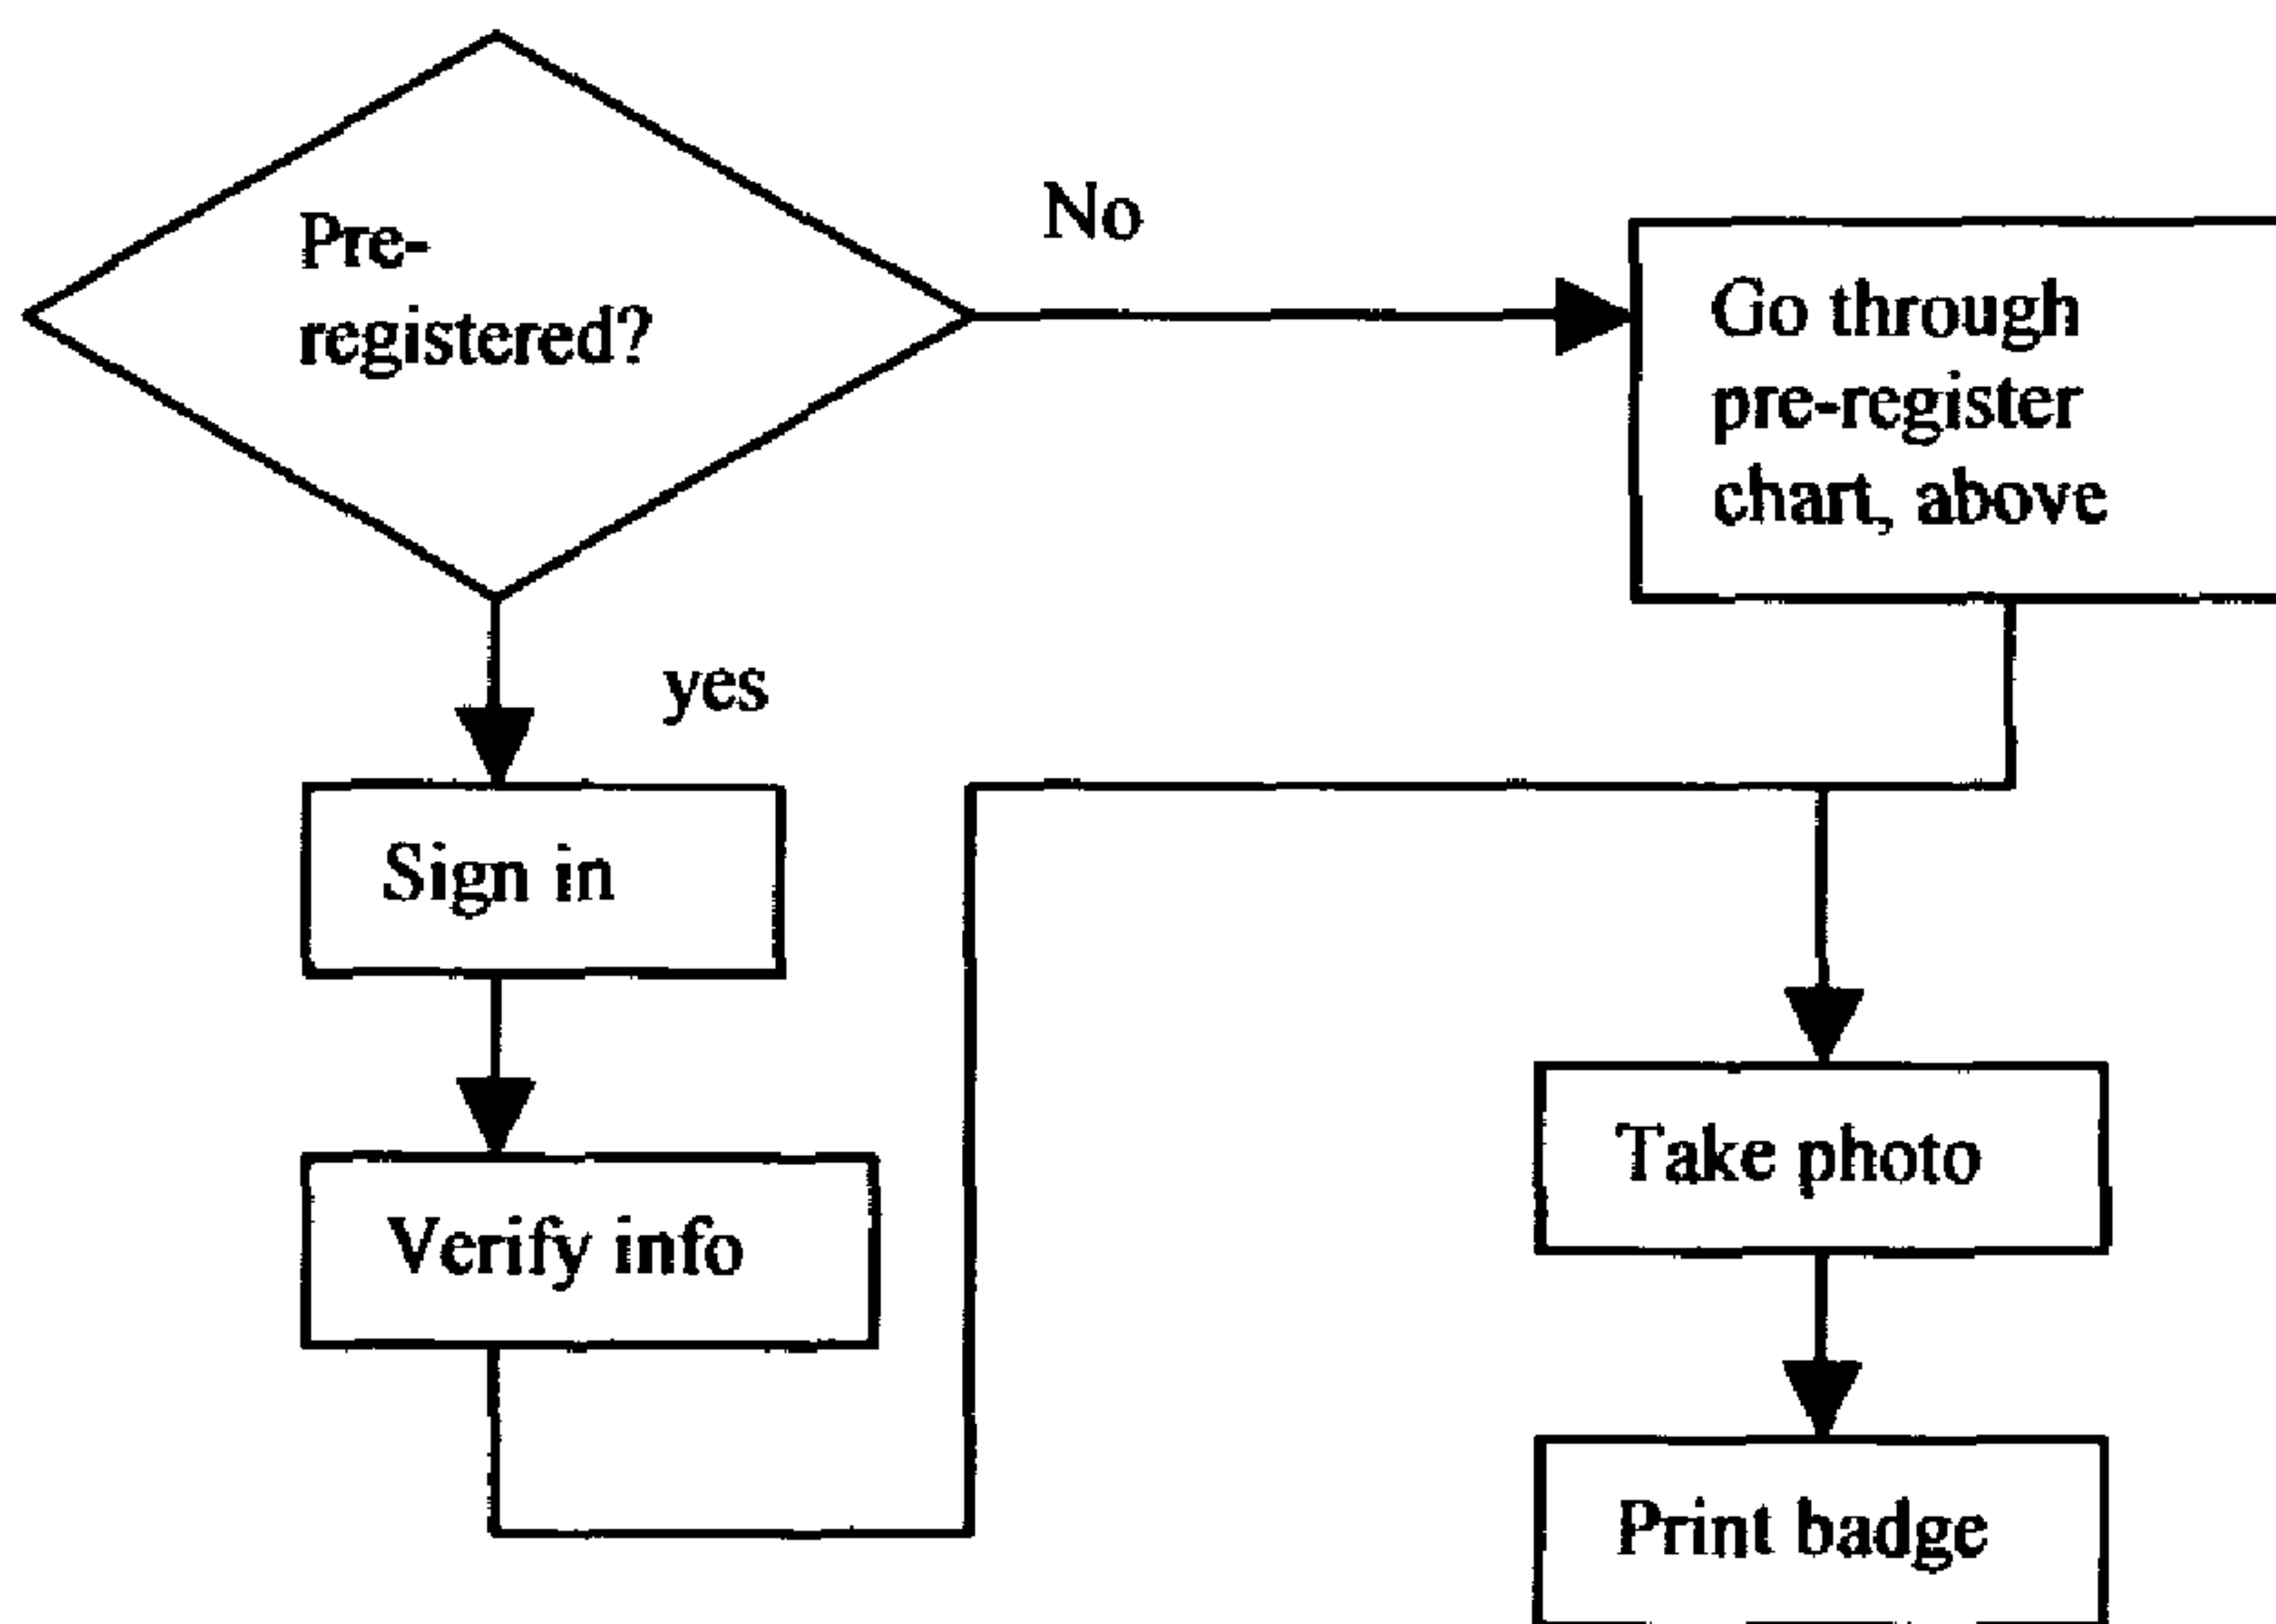 Pre-
registered?
No
Go through
pre-register
chart, above
yes
Sign in
Verify info
Take photo
Print badge